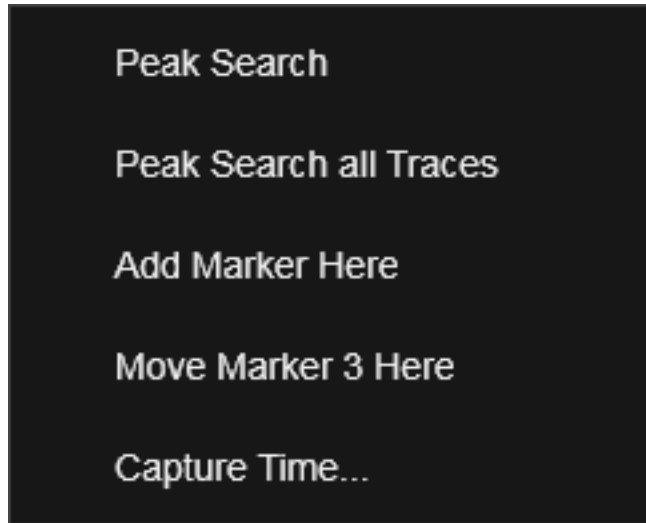 Peak Search
Peak Search all Traces
Add Marker Here
Move Marker 3 Here
Capture Time...